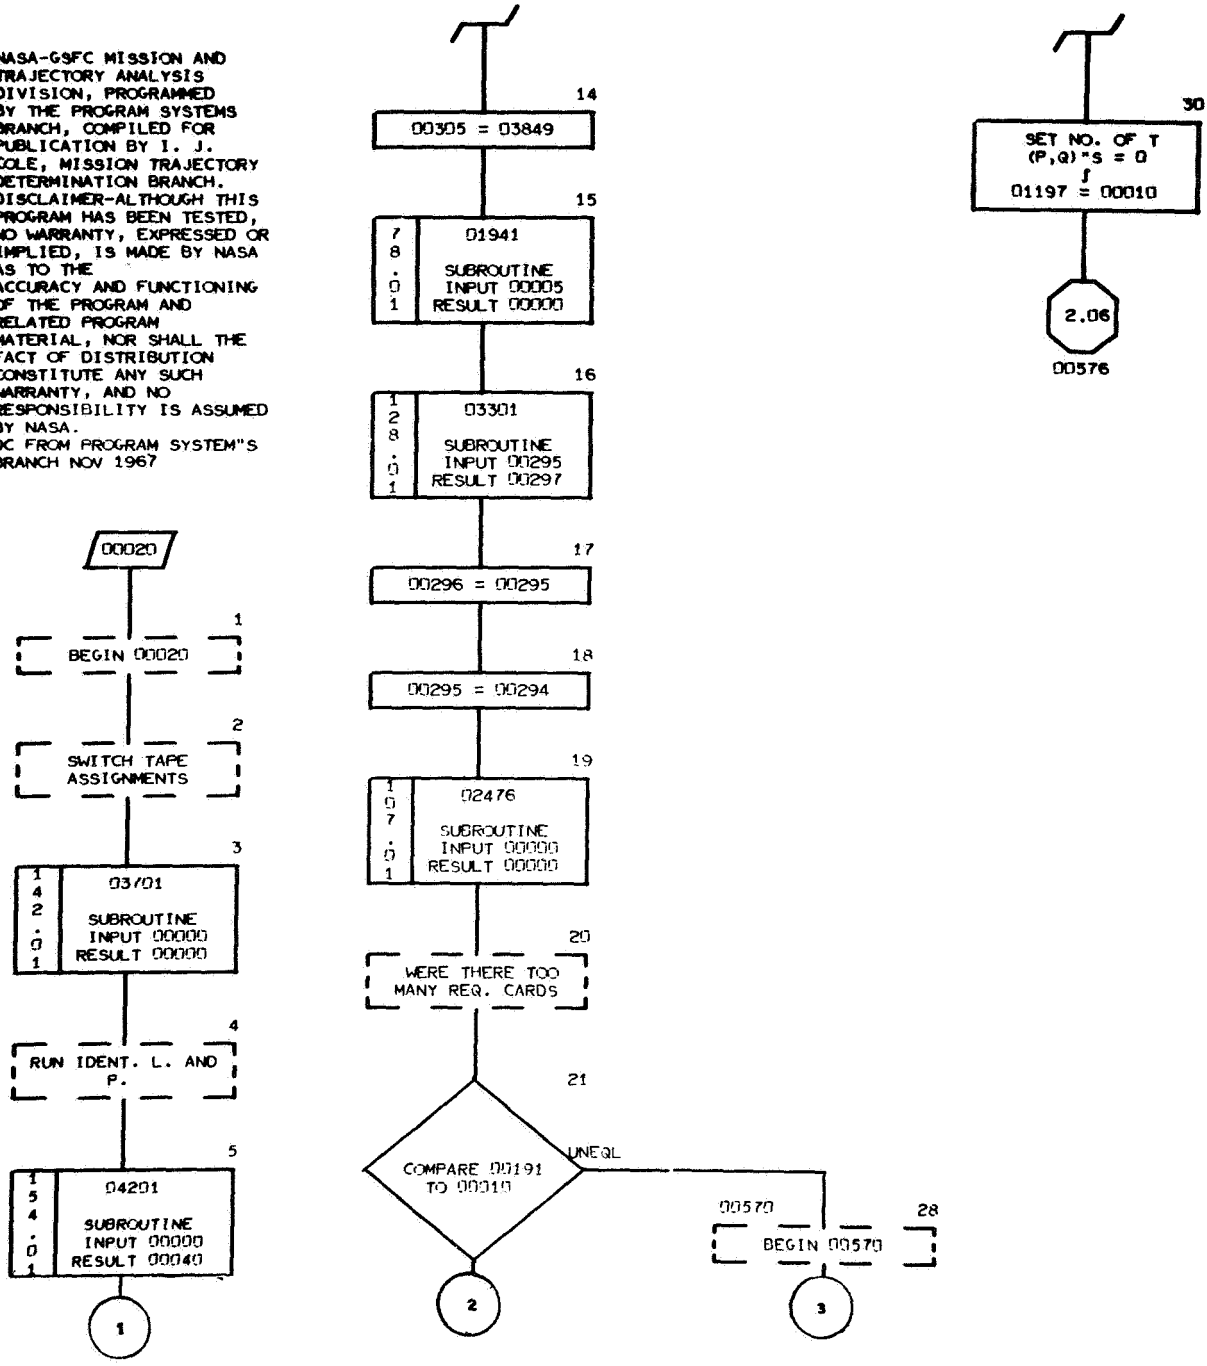 NASA-GSFC MISSION AND
TRAJECTORY ANALYSIS
DIVISION, PROGRAMMED
BY THE PROGRAM SYSTEMS
BRANCH, COMPILED FOR
PUBLICATION BY I. J.
COLE, MISSION TRAJECTORY
DETERMINATION BRANCH.
DISCLAIMER-ALTHOUGH THIS
PROGRAM HAS BEEN TESTED,
NO WARRANTY, EXPRESSED OR
IMPLIED, IS MADE BY NASA
AS TO THE
ACCURACY AND FUNCTIONING
OF THE PROGRAM AND
RELATED PROGRAM
MATERIAL, NOR SHALL THE
FACT OF DISTRIBUTION
CONSTITUTE ANY SUCH
WARRANTY, AND NO
RESPONSIBILITY IS ASSUMED
BY NASA.
FROM PROGRAM SYSTEM"S
BRANCH NOV 1967
00020
1
BEGIN 00020
2
SWITCH TAPE
ASSIGNMENTS
3
142.01
03701
SUBROUTINE
INPUT 00000
RESULT 00000
4
RUN IDENT. L. AND
P.
5
154.01
04201
SUBROUTINE
INPUT 00000
RESULT 00040
1
14
00305 = 03849
15
78.01
01941
SUBROUTINE
INPUT 00005
RESULT 00000
16
128.01
03301
SUBROUTINE
INPUT 00295
RESULT 00297
17
00296 = 00295
18
00295 = 00294
19
107.01
02476
SUBROUTINE
INPUT 00000
RESULT 00000
20
WERE THERE TOO
MANY REQ. CARDS
21
COMPARE 00191
TO 00010
UNEQL
2
00570
28
BEGIN 00570
3
30
SET NO. OF T
(P,Q)"S = 0
∫
01197 = 00010
2.06
00576